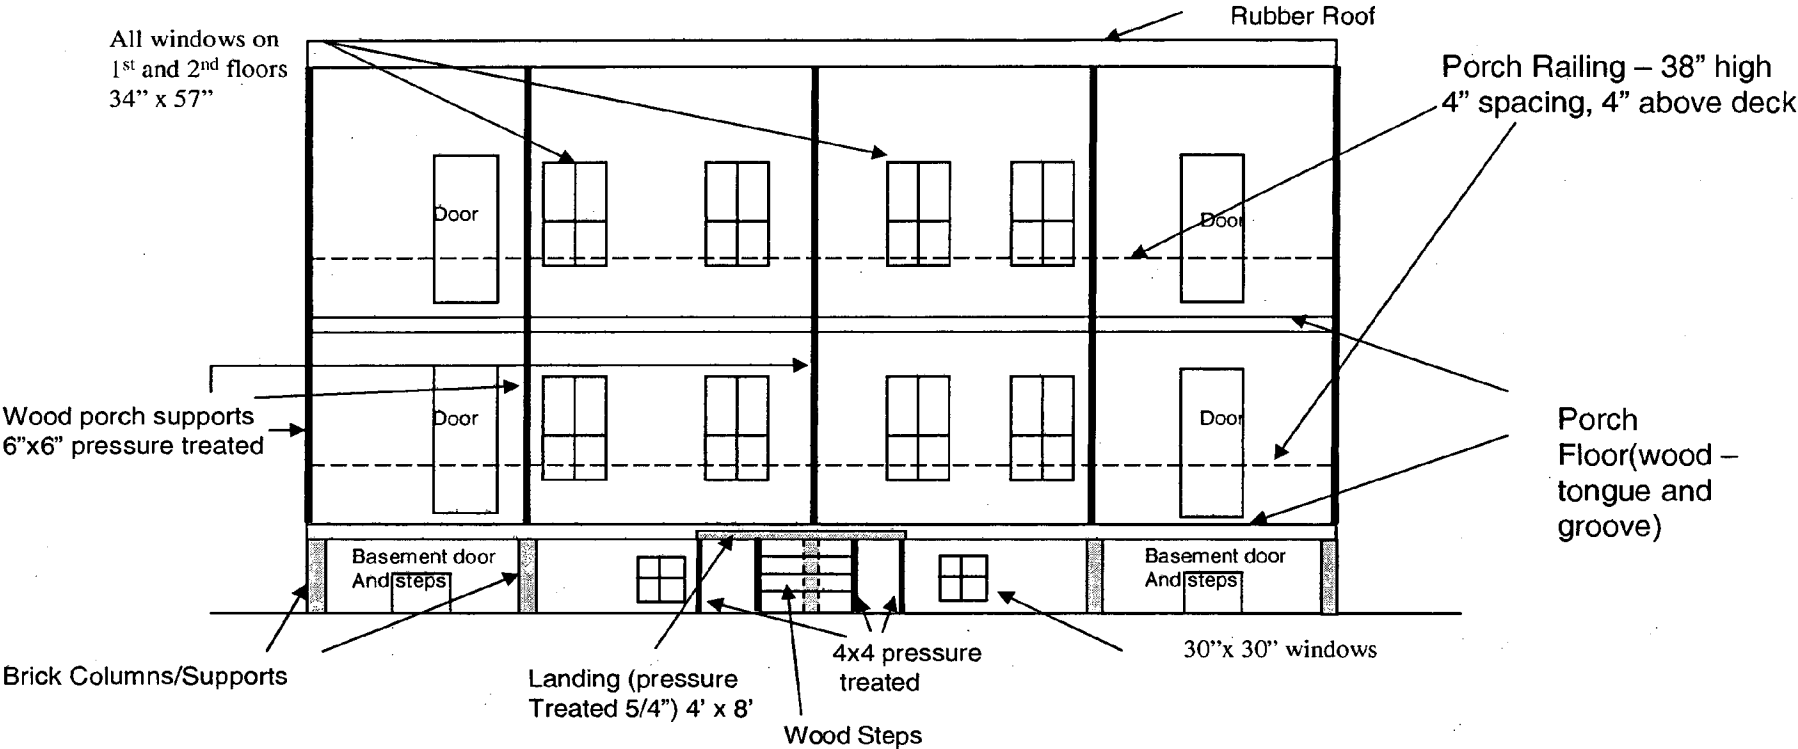 Rubber Roof
All windows on
1st and 2nd floors
34” x 57”
Porch Railing – 38” high
4” spacing, 4” above deck
Door
Door
Wood porch supports
6”x6” pressure treated
Door
Door
Porch
Floor(wood –
tongue and
groove)
Basement door
And steps
Basement door
And steps
Brick Columns/Supports
Landing (pressure
Treated 5/4”) 4’ x 8’
4x4 pressure
treated
30”x 30” windows
Wood Steps